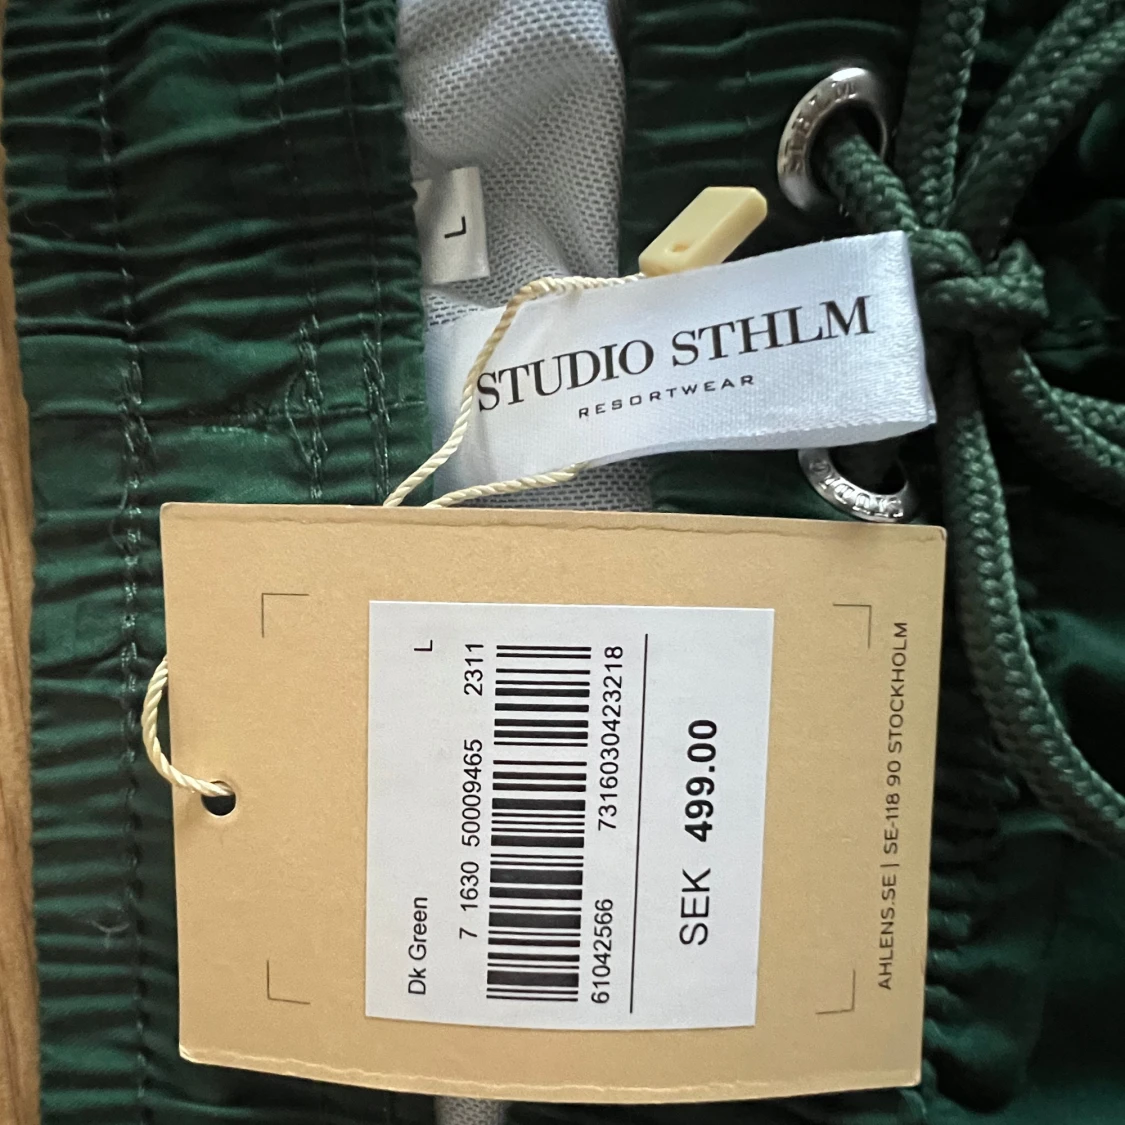 L
STUDIO STHLM
RESORTWEAR
Dk Green L
7 1630 50009465 2311
61042566 7316030423218
SEK 499.00
AHLENS.SE | SE-118 90 STOCKHOLM